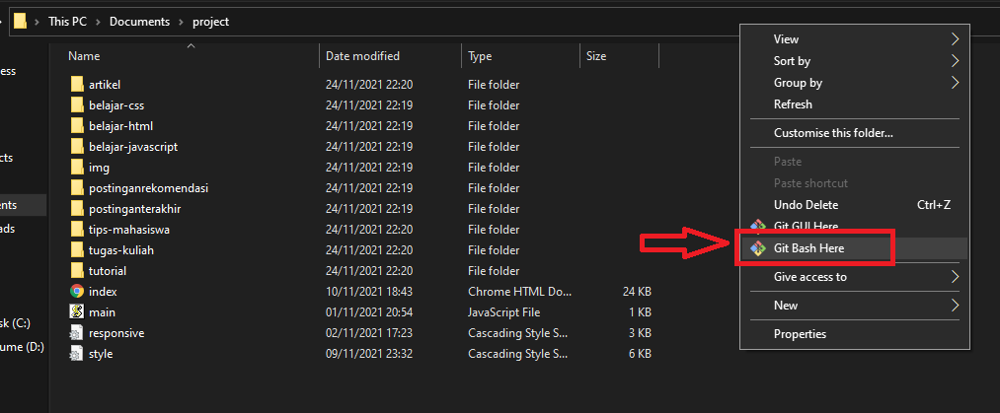 This PC > Documents > project
Name Date modified Type Size
artikel 24/11/2021 22:20 File folder
belajar-css 24/11/2021 22:19 File folder
belajar-html 24/11/2021 22:19 File folder
belajar-javascript 24/11/2021 22:19 File folder
img 24/11/2021 22:19 File folder
postinganrekomendasi 24/11/2021 22:19 File folder
postinganterakhir 24/11/2021 22:19 File folder
tips-mahasiswa 24/11/2021 22:20 File folder
tugas-kuliah 24/11/2021 22:20 File folder
tutorial 24/11/2021 22:20 File folder
index 10/11/2021 18:43 Chrome HTML Do... 24 KB
main 01/11/2021 20:54 JavaScript File 1 KB
responsive 02/11/2021 17:23 Cascading Style S... 3 KB
style 09/11/2021 23:32 Cascading Style S... 6 KB
ess
cts
ents
ads
sk (C:)
ume (D:)
View
Sort by
Group by
Refresh
Customise this folder...
Paste
Paste shortcut
Undo Delete Ctrl+Z
Git GUI Here
Git Bash Here
Give access to
New
Properties